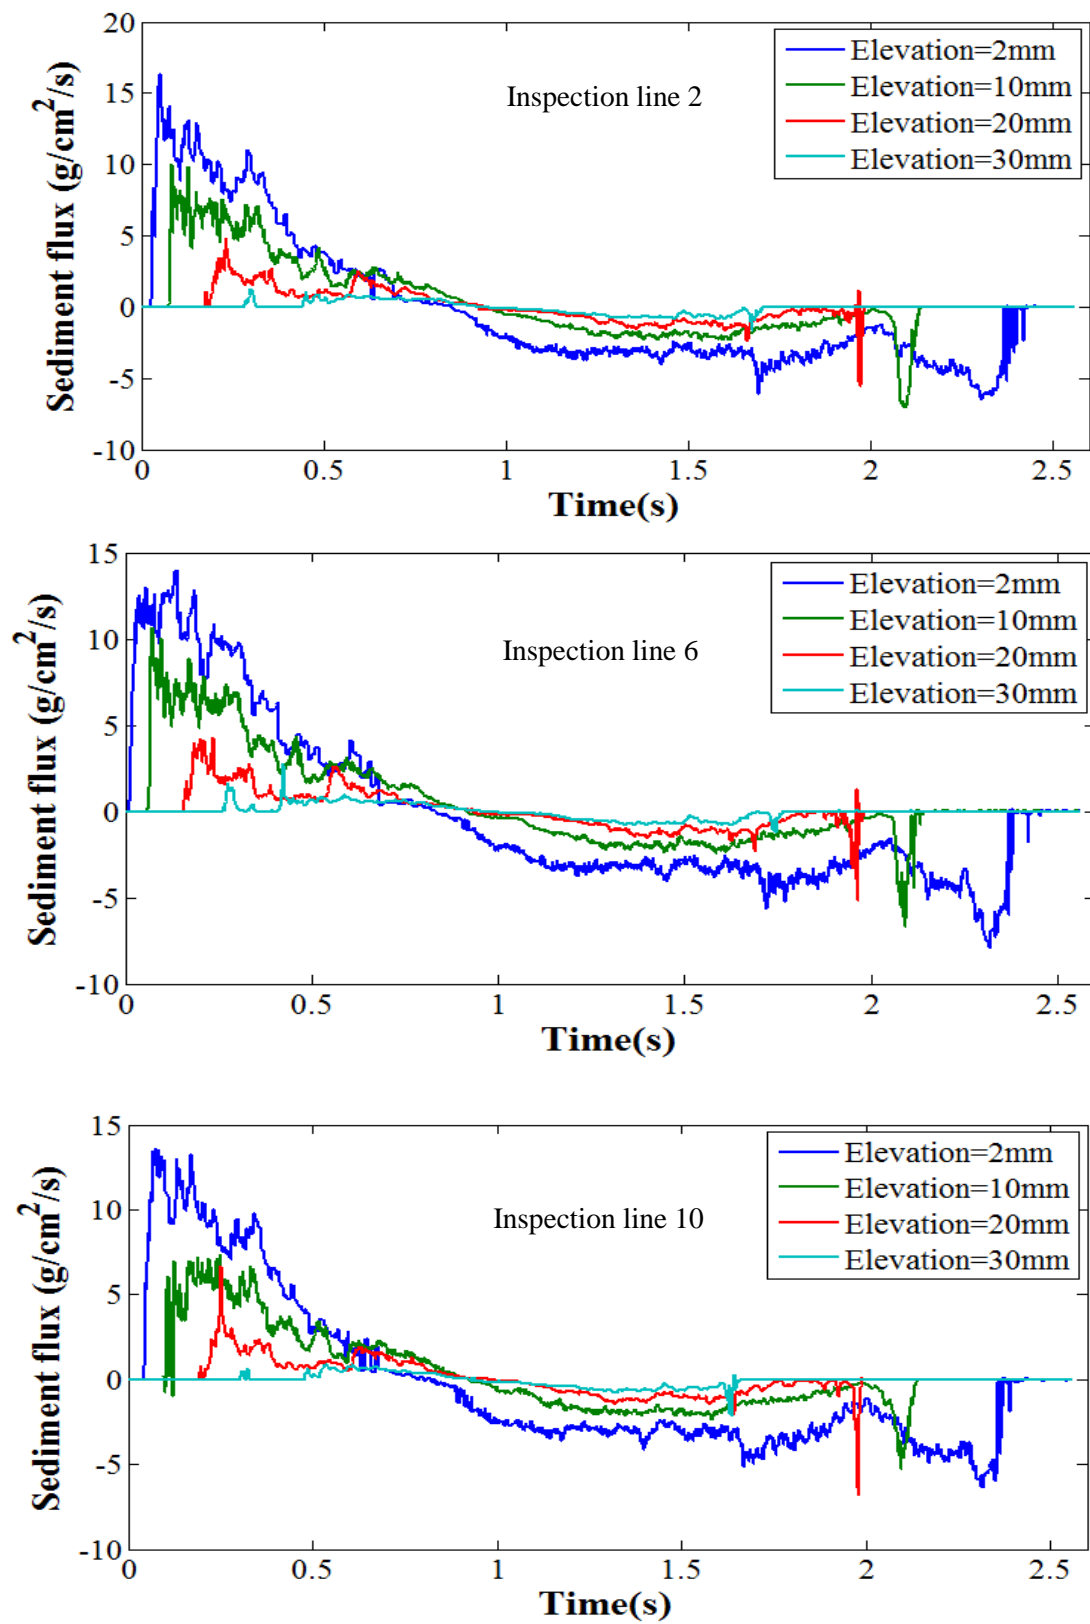 20
15
10
5
0
-5
-10
Sediment flux (g/cm²/s)
Inspection line 2
Elevation=2mm
Elevation=10mm
Elevation=20mm
Elevation=30mm
0 0.5 1 1.5 2 2.5
Time(s)
15
10
5
0
-5
-10
Sediment flux (g/cm²/s)
Inspection line 6
Elevation=2mm
Elevation=10mm
Elevation=20mm
Elevation=30mm
0 0.5 1 1.5 2 2.5
Time(s)
15
10
5
0
-5
-10
Sediment flux (g/cm²/s)
Inspection line 10
Elevation=2mm
Elevation=10mm
Elevation=20mm
Elevation=30mm
0 0.5 1 1.5 2 2.5
Time(s)